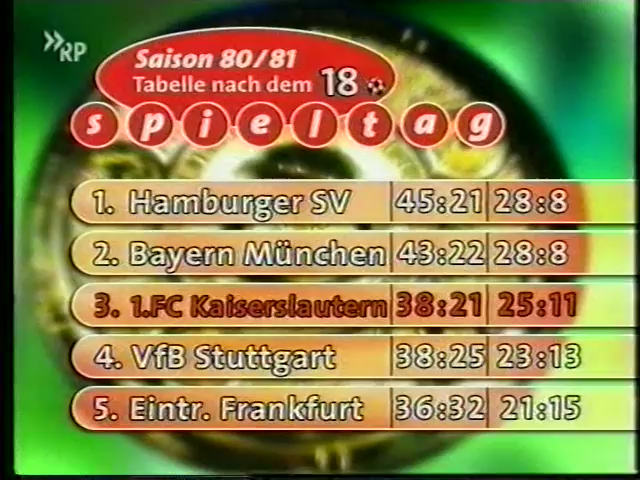 »RP
Saison 80/81
Tabelle nach dem 18
spieltag
1. Hamburger SV 45:21 28:8
2. Bayern München 43:22 28:8
3. 1.FC Kaiserslautern 38:21 25:11
4. VfB Stuttgart 38:25 23:13
5. Eintr. Frankfurt 36:32 21:15